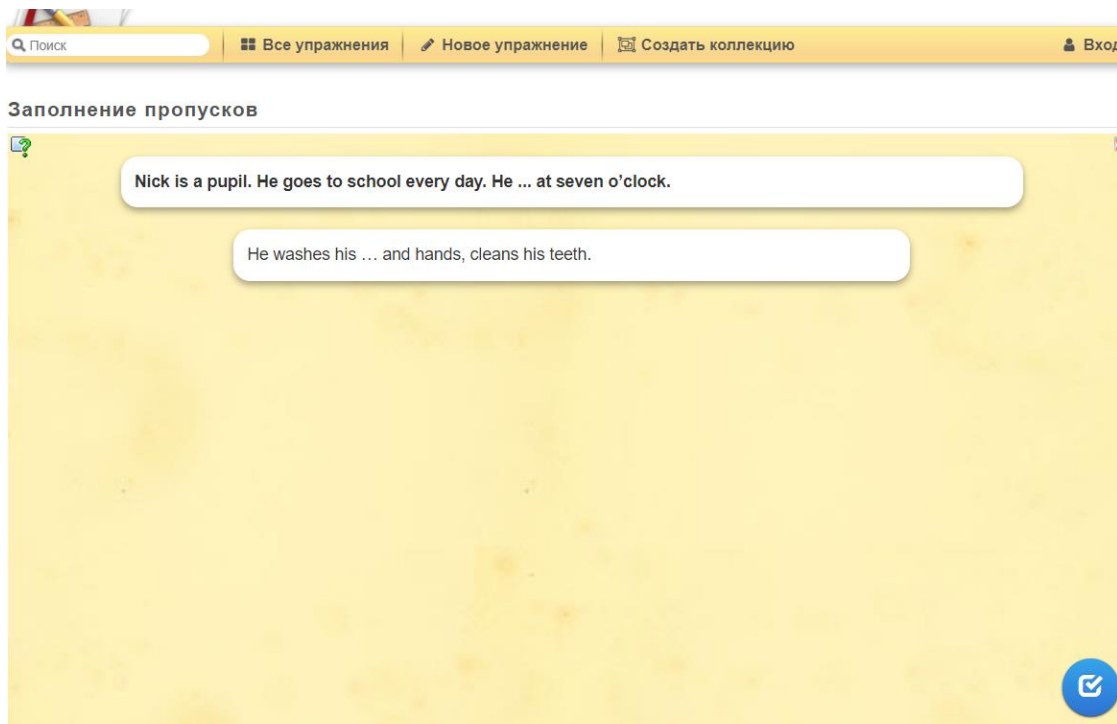 Поиск
Все упражнения
Новое упражнение
Создать коллекцию
Вход
Заполнение пропусков
Nick is a pupil. He goes to school every day. He ... at seven o’clock.
He washes his … and hands, cleans his teeth.